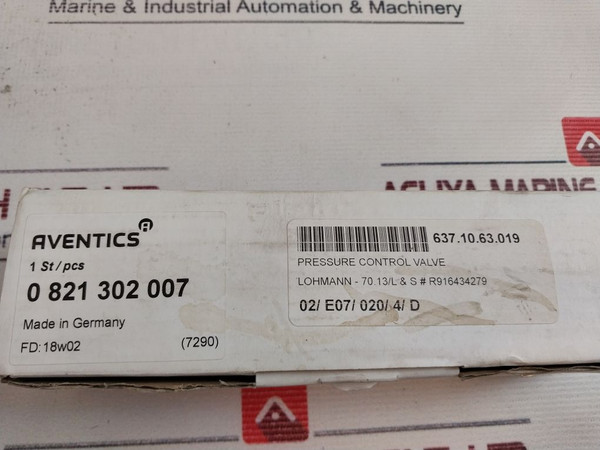 Marine & Industrial Automation & Machinery
AVENTICS
1 St/pcs
0 821 302 007
Made in Germany
FD: 18w02
(7290)
637.10.63.019
PRESSURE CONTROL VALVE
LOHMANN - 70.13/L & S # R916434279
02/ E07/ 020/ 4/ D